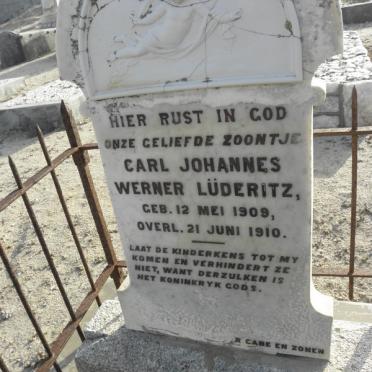 HIER RUST IN GOD
ONZE GELIEFDE ZOONTJE
CARL JOHANNES
WERNER LÜDERITZ,
GEB. 12 MEI 1909,
OVERL. 21 JUNI 1910.
LAAT DE KINDERKENS TOT MY
KOMEN EN VERHINDERT ZE
NIET, WANT DERZULKEN IS
HET KONINKRYK GODS.
R CANE EN ZONEN